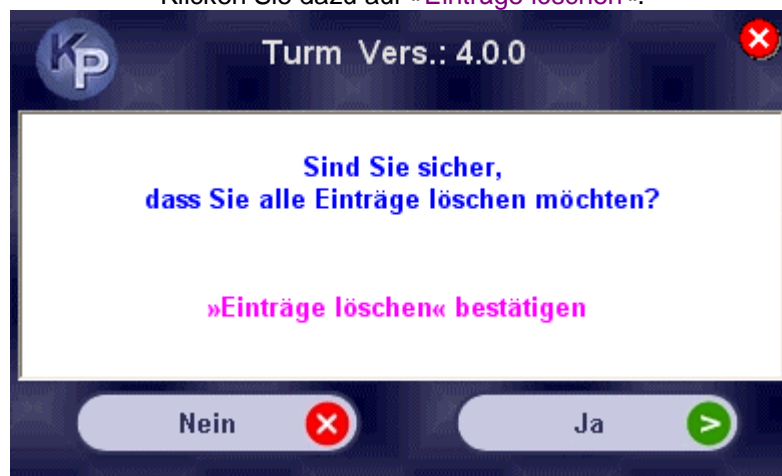 Klicken Sie dazu auf »Einträge löschen«.
KP
Turm Vers.: 4.0.0
Sind Sie sicher,
dass Sie alle Einträge löschen möchten?
»Einträge löschen« bestätigen
Nein
Ja